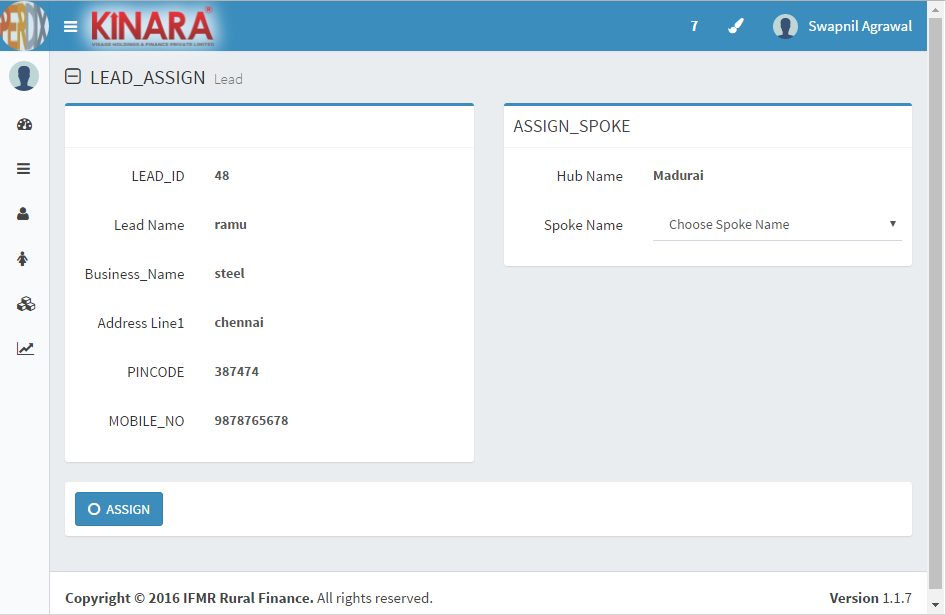 PERDIX
KINARA®
VISAGE HOLDINGS & FINANCE PRIVATE LIMITED
7
Swapnil Agrawal
LEAD_ASSIGN Lead
LEAD_ID 48
Lead Name ramu
Business_Name steel
Address Line1 chennai
PINCODE 387474
MOBILE_NO 9878765678
ASSIGN_SPOKE
Hub Name Madurai
Spoke Name Choose Spoke Name
ASSIGN
Copyright © 2016 IFMR Rural Finance. All rights reserved.
Version 1.1.7